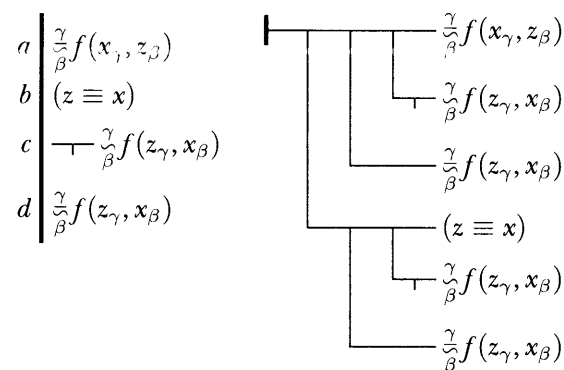 a γ/β f(x_γ, z_β)
b (z ≡ x)
c γ/β f(z_γ, x_β)
d γ/β f(z_γ, x_β)
γ/β f(x_γ, z_β)
γ/β f(z_γ, x_β)
γ/β f(z_γ, x_β)
(z ≡ x)
γ/β f(z_γ, x_β)
γ/β f(z_γ, x_β)